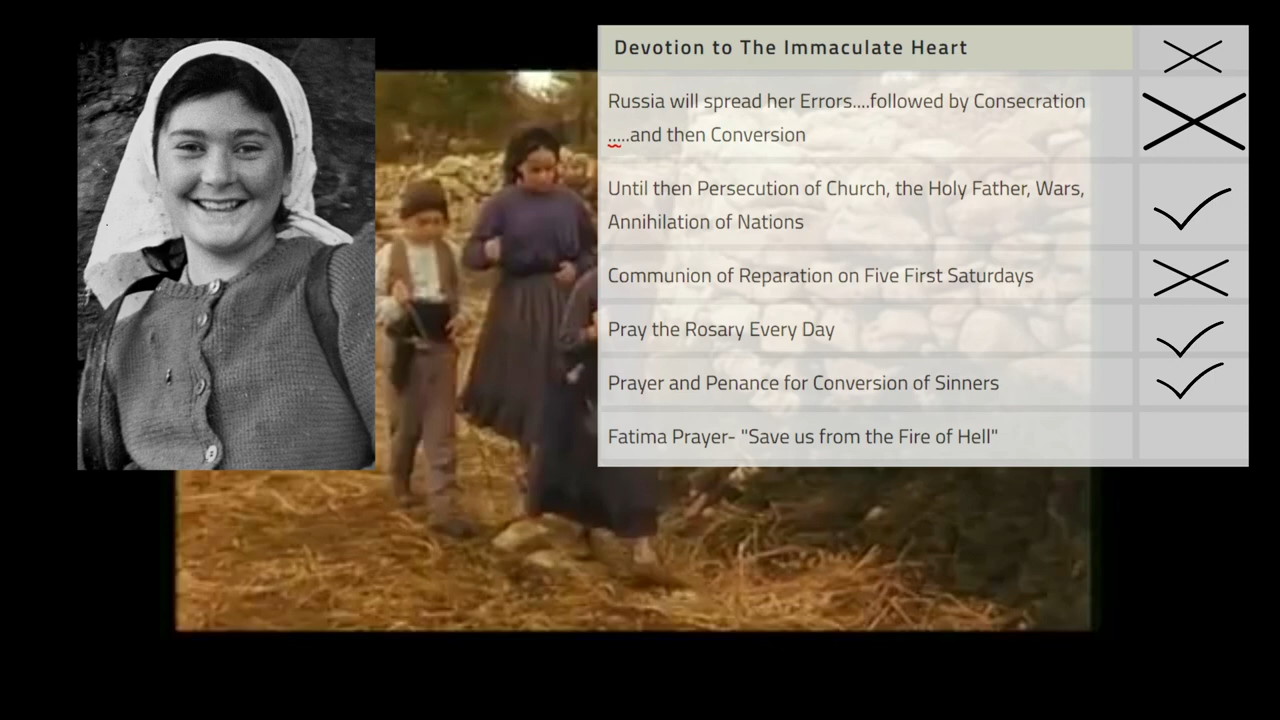 Devotion to The Immaculate Heart
Russia will spread her Errors....followed by Consecration
.....and then Conversion
Until then Persecution of Church, the Holy Father, Wars,
Annihilation of Nations
Communion of Reparation on Five First Saturdays
Pray the Rosary Every Day
Prayer and Penance for Conversion of Sinners
Fatima Prayer- "Save us from the Fire of Hell"